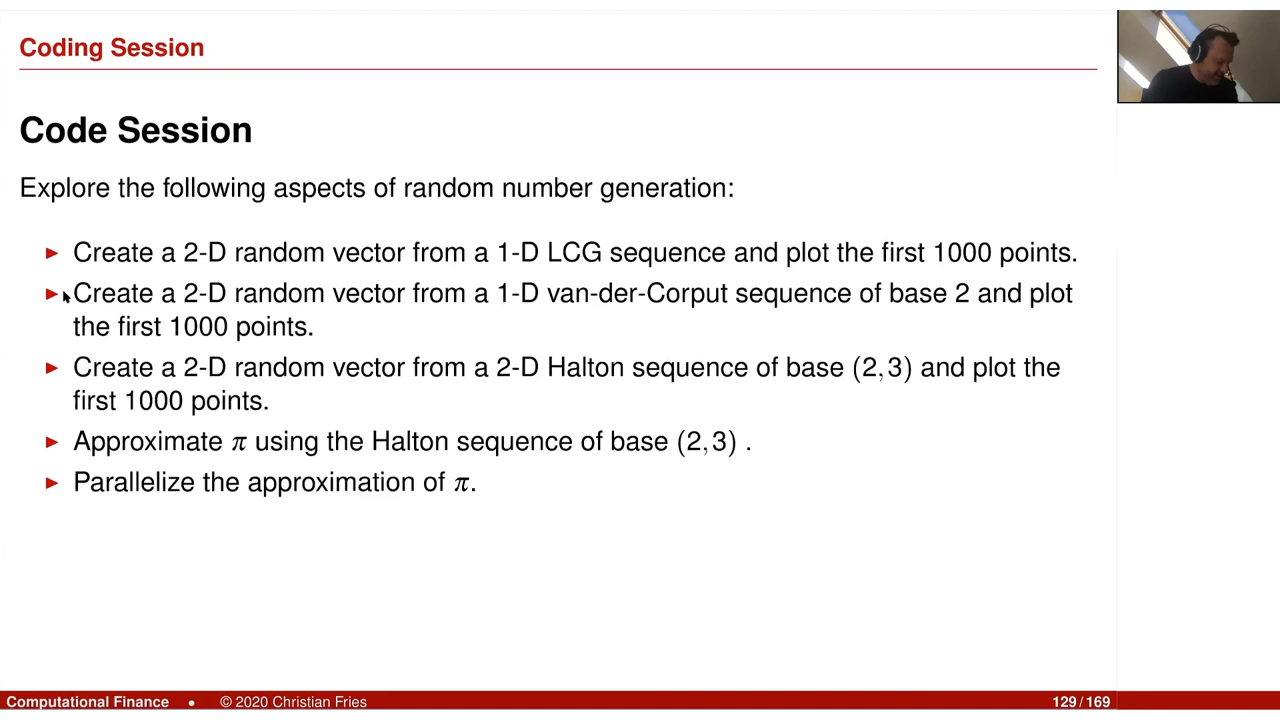 Coding Session
Code Session
Explore the following aspects of random number generation:
► Create a 2-D random vector from a 1-D LCG sequence and plot the first 1000 points.
► Create a 2-D random vector from a 1-D van-der-Corput sequence of base 2 and plot
the first 1000 points.
► Create a 2-D random vector from a 2-D Halton sequence of base (2,3) and plot the
first 1000 points.
► Approximate π using the Halton sequence of base (2,3) .
► Parallelize the approximation of π.
Computational Finance • © 2020 Christian Fries 129/169